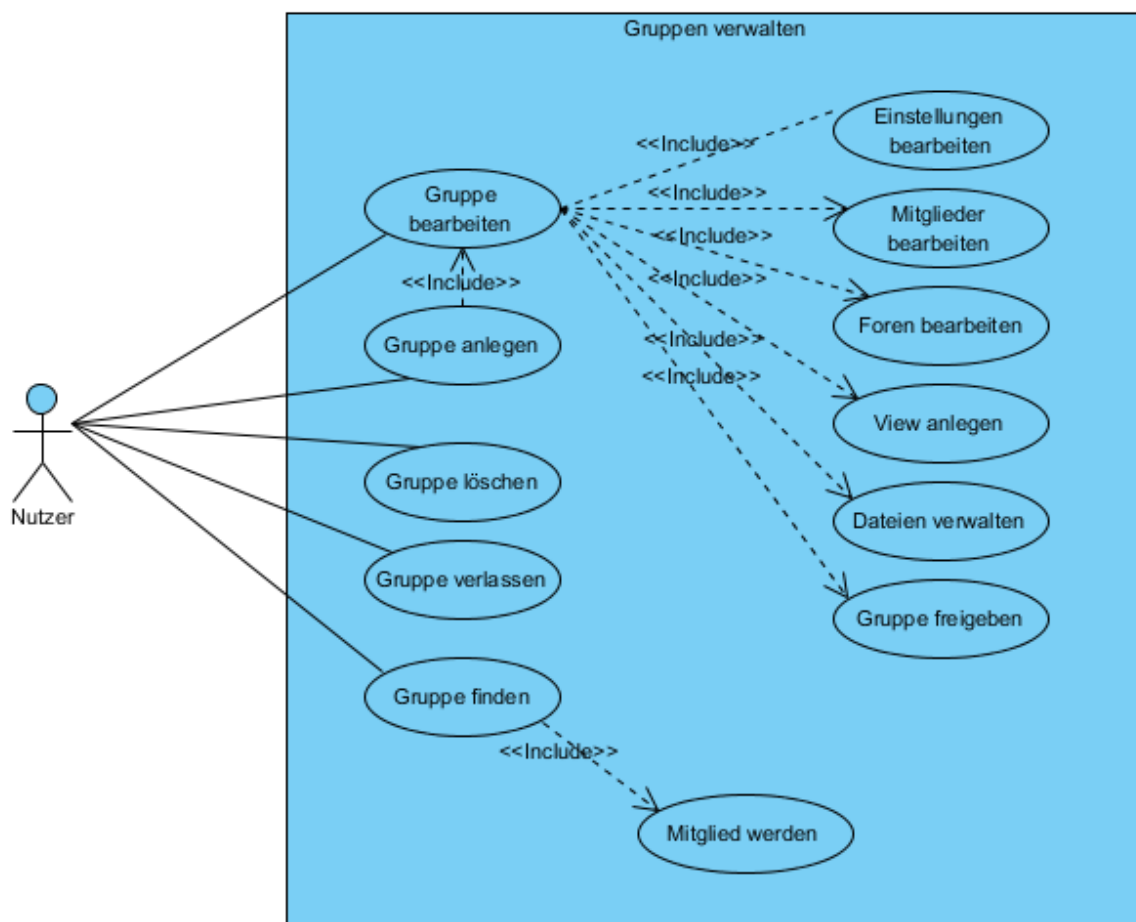 Gruppen verwalten
Einstellungen
bearbeiten
<<Include>>
Gruppe
bearbeiten
<<Include>>
Mitglieder
bearbeiten
<<Include>>
<<Include>>
<<Include>>
Foren bearbeiten
Gruppe anlegen
<<Include>>
<<Include>>
View anlegen
Gruppe löschen
Nutzer
Dateien verwalten
Gruppe verlassen
Gruppe freigeben
Gruppe finden
<<Include>>
Mitglied werden